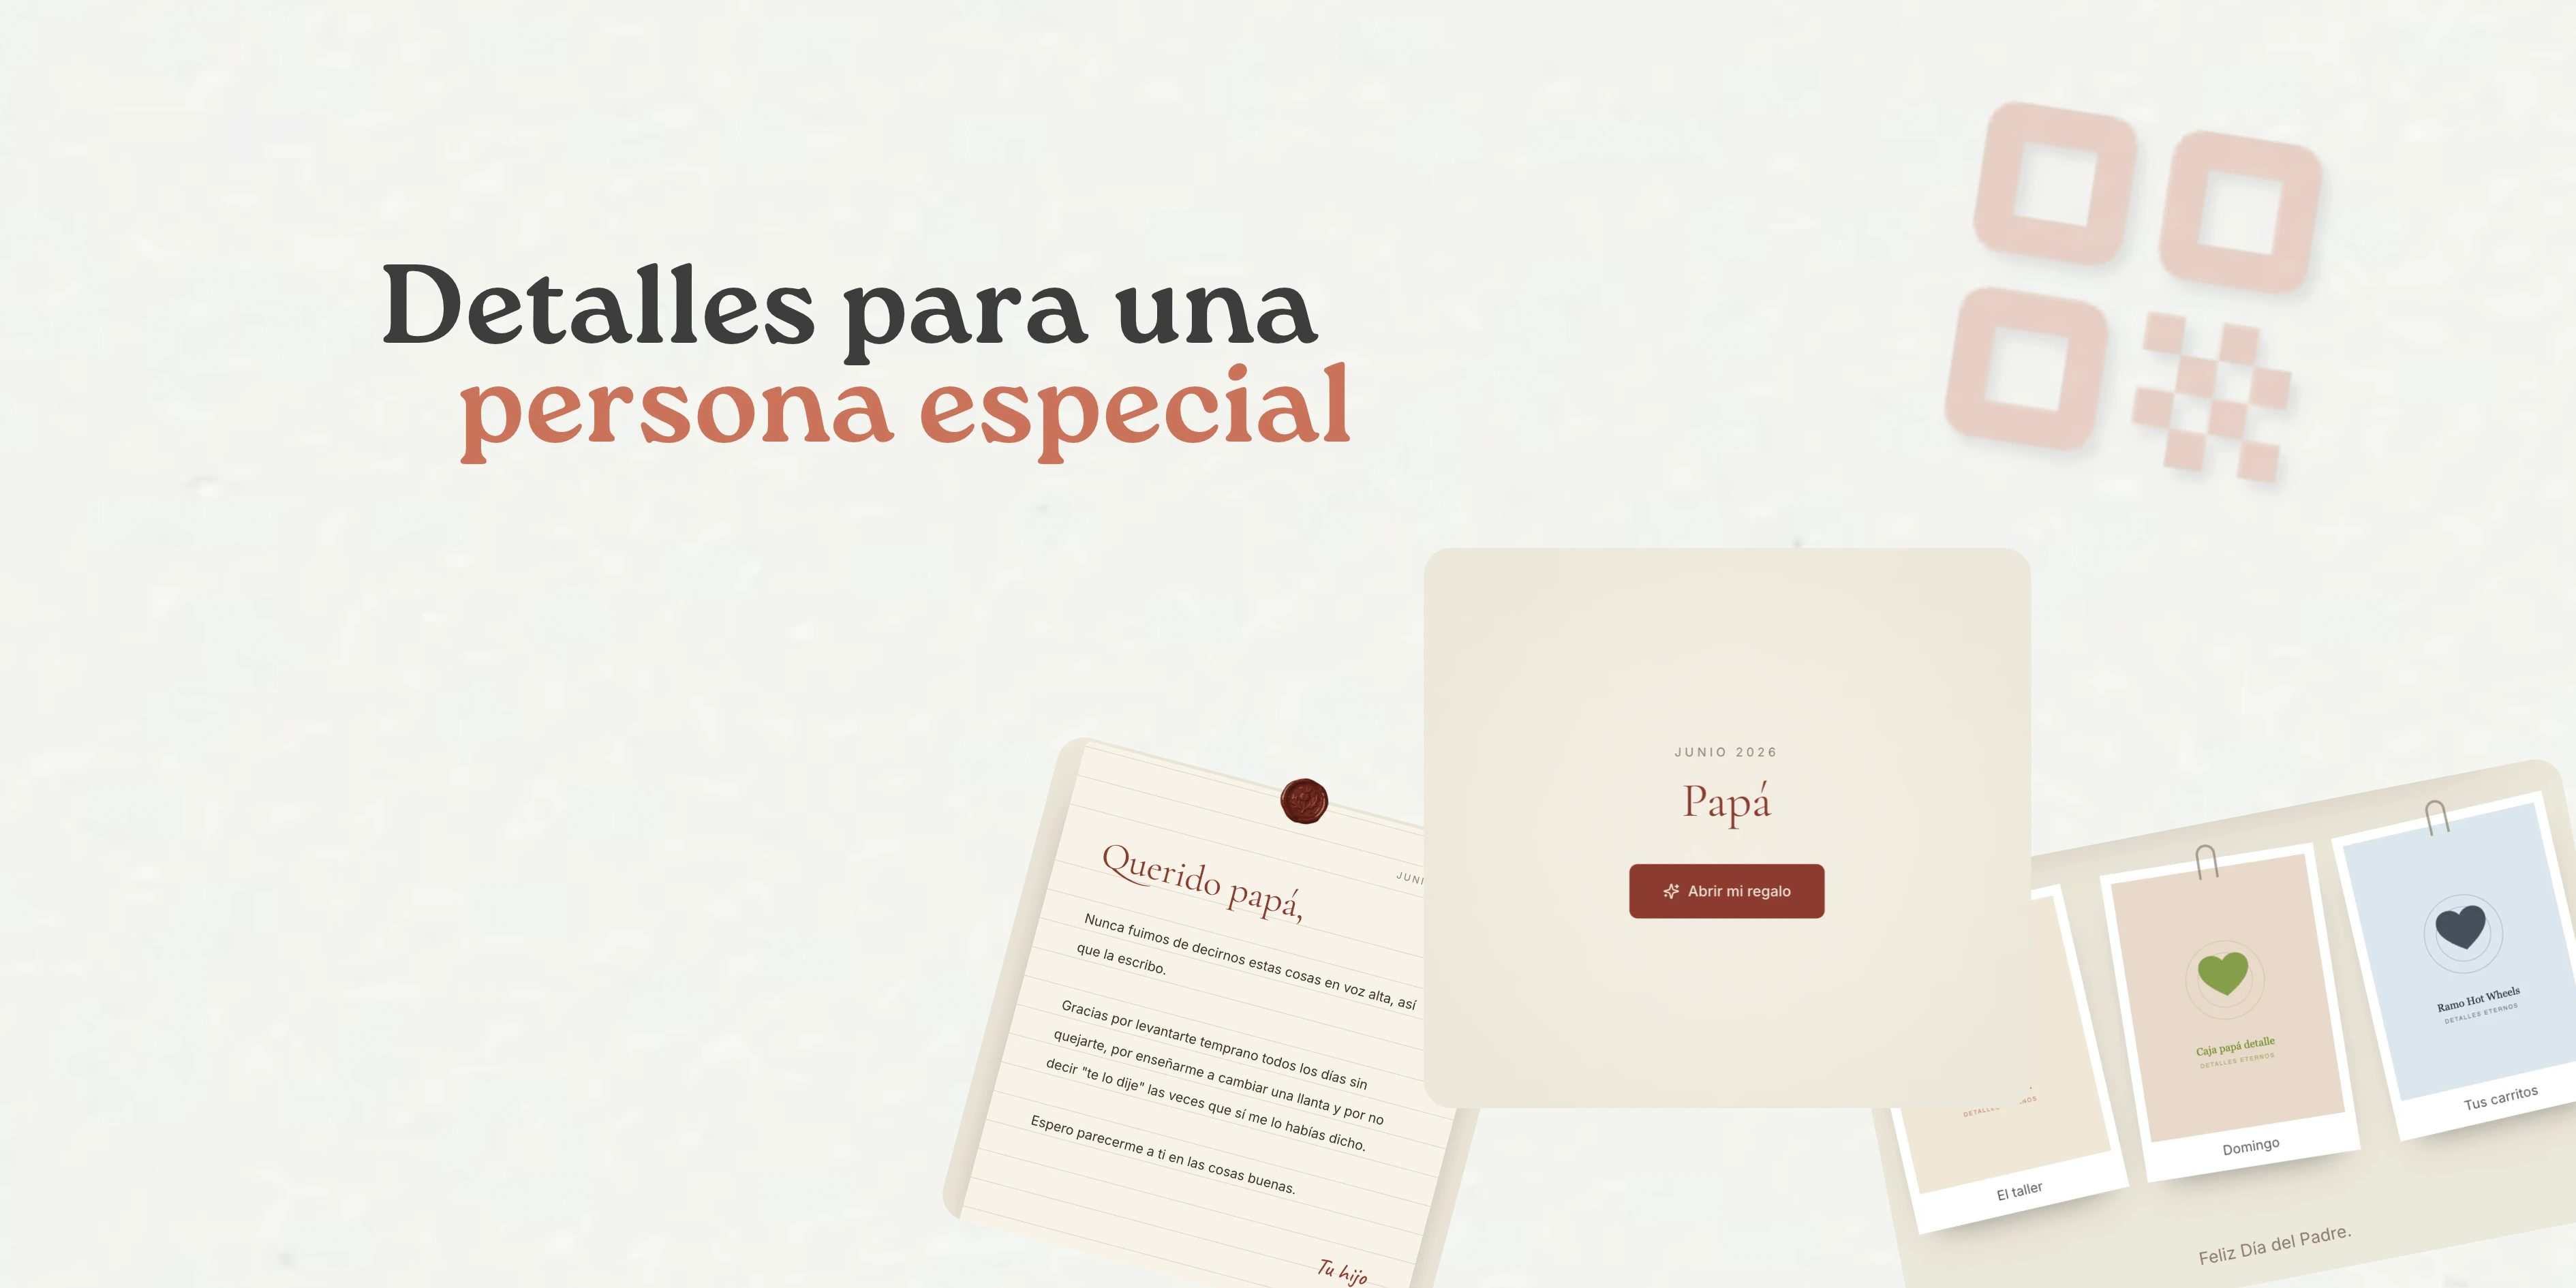 Detalles para una
persona especial
JUNIO 2026
Papá
Abrir mi regalo
JUNI
Querido papá,
Nunca fuimos de decirnos estas cosas en voz alta, así
que la escribo.
Gracias por levantarte temprano todos los días sin
quejarte, por enseñarme a cambiar una llanta y por no
decir "te lo dije" las veces que sí me lo habías dicho.
Espero parecerme a ti en las cosas buenas.
Tu hijo
El taller
Caja papá detalle
DETALLES ETERNOS
Domingo
Ramo Hot Wheels
DETALLES ETERNOS
Tus carritos
Feliz Día del Padre.